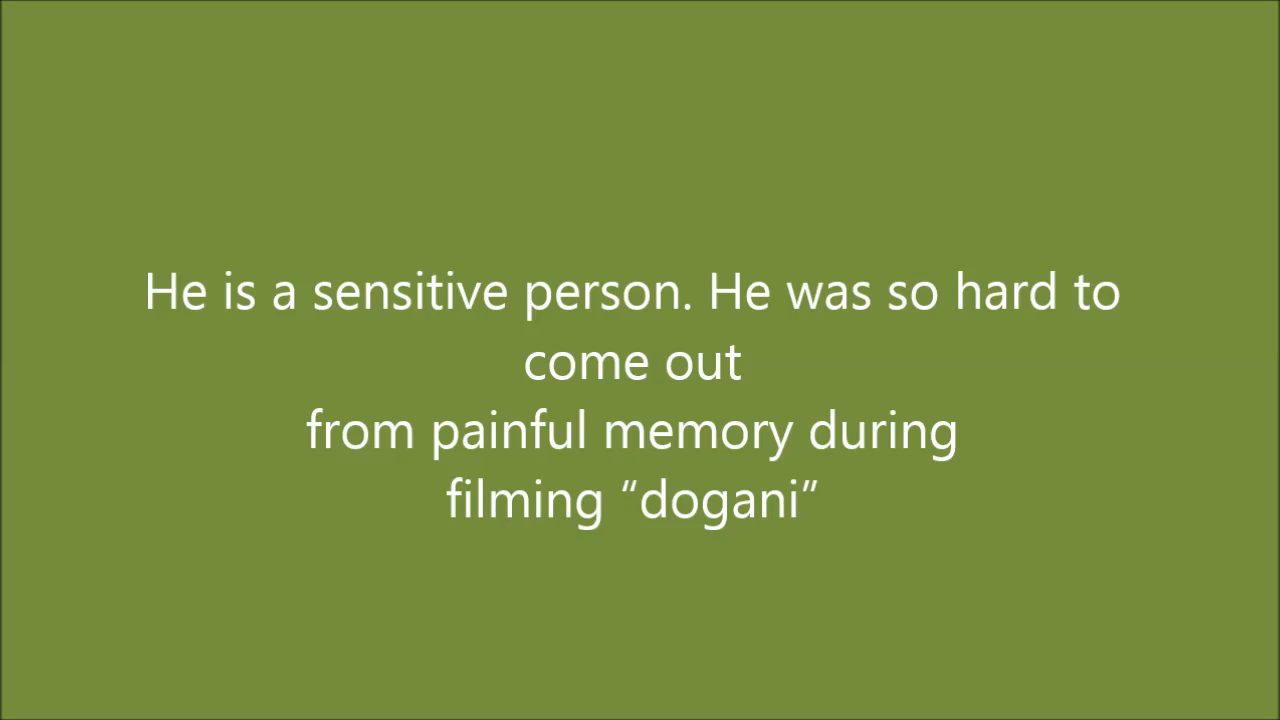 He is a sensitive person. He was so hard to
come out
from painful memory during
filming “dogani”